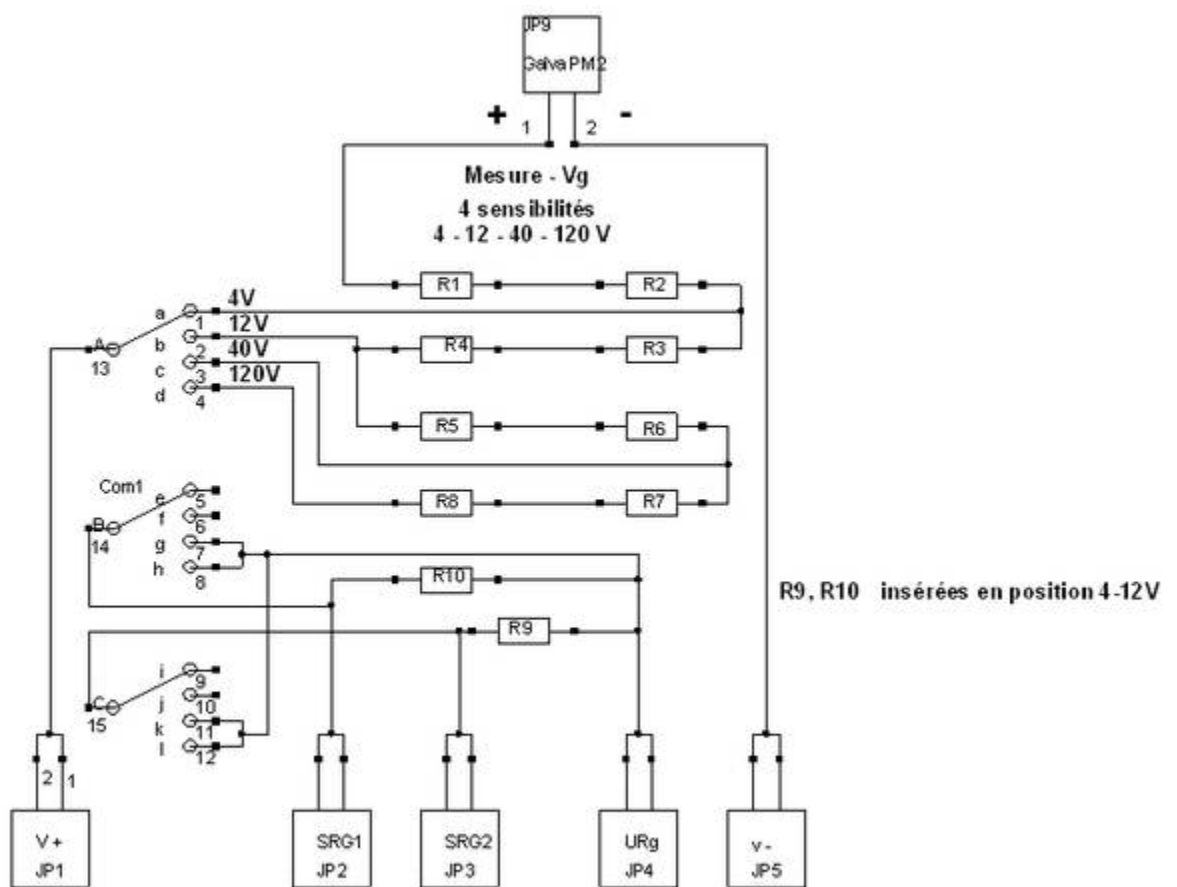 JP9
Galva PM2
+ 1 2 -
Mesure - Vg
4 sensibilités
4 - 12 - 40 - 120 V
R1 R2
a 1 4V
A 13
b 2 12V
c 3 40V
d 4 120V
R4 R3
R5 R6
R8 R7
Com1
e 5
B 14
f 6
g 7
h 8
R10
R9, R10 insérées en position 4-12V
R9
i 9
C 15
j 10
k 11
l 12
2 1
V +
JP1
SRG1
JP2
SRG2
JP3
URg
JP4
v -
JP5